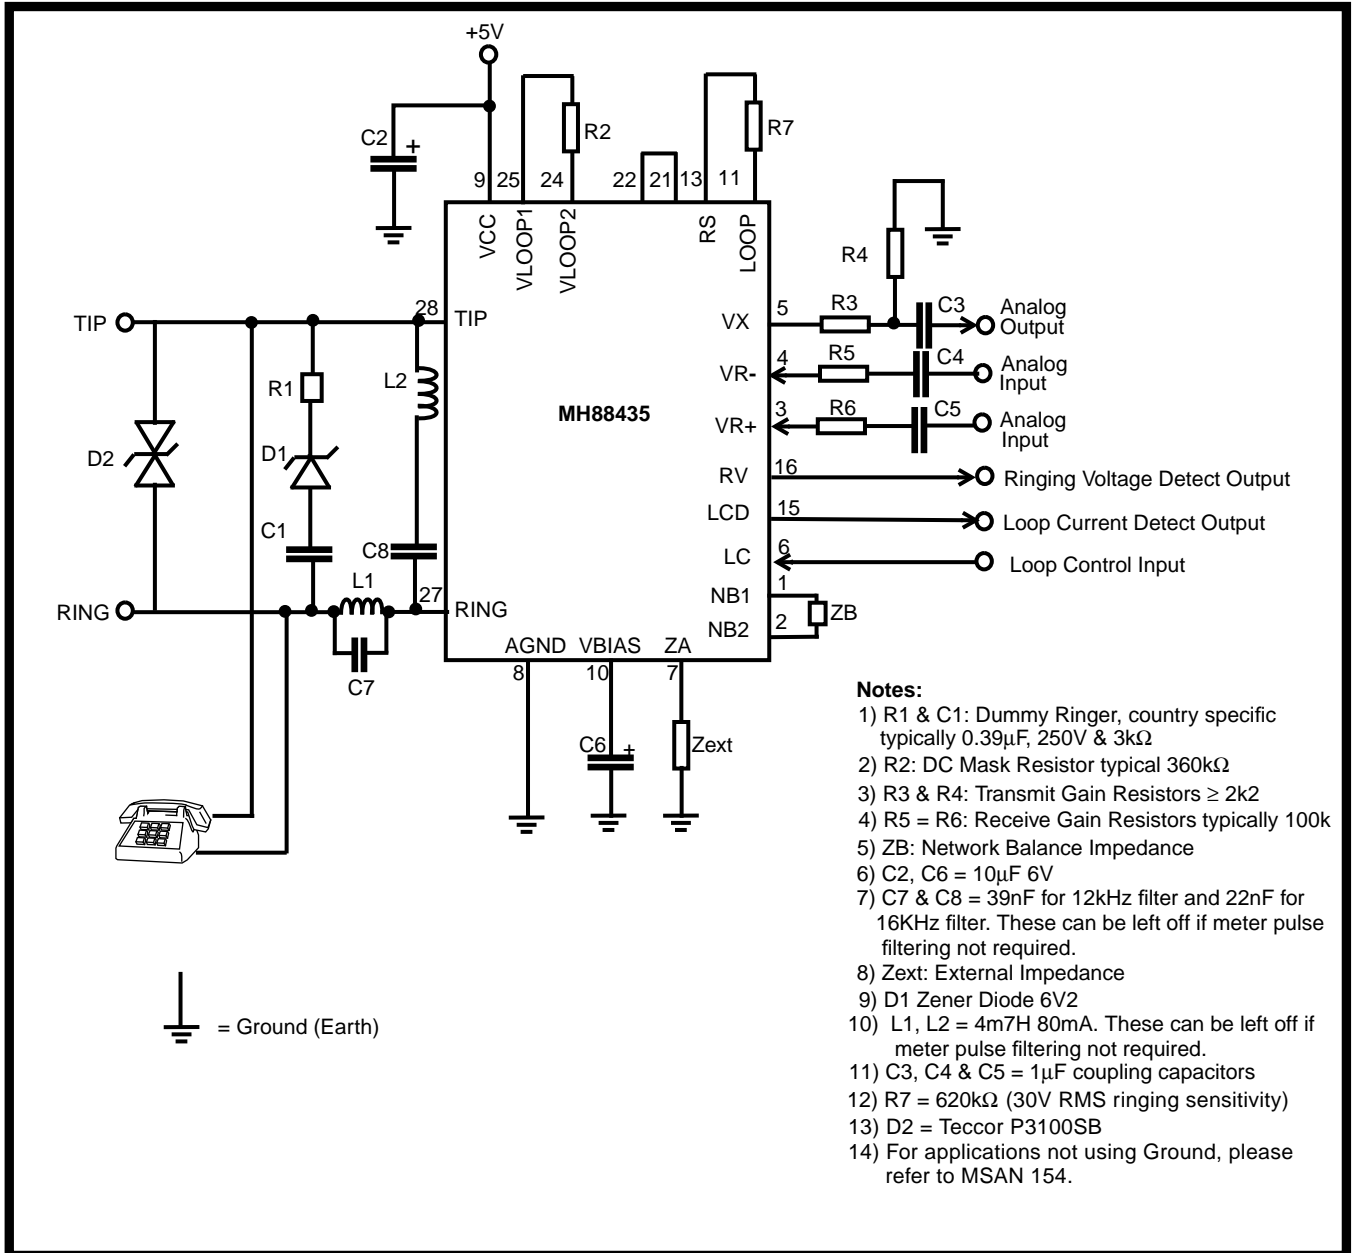 +5V
C2
+
R2
R7
9 25 24 22 21 13 11
VCC
VLOOP1
VLOOP2
RS
LOOP
R4
TIP
28
TIP
VX
5
R3
C3
Analog
Output
R1
L2
VR-
4
R5
C4
Analog
Input
MH88435
D2
D1
VR+
3
R6
C5
Analog
Input
RV
16
Ringing Voltage Detect Output
C1
LCD
15
Loop Current Detect Output
C8
LC
6
Loop Control Input
L1
27
RING
RING
NB1
1
ZB
NB2
2
C7
AGND VBIAS ZA
8 10 7
C6
+
Zext
Notes:
1) R1 & C1: Dummy Ringer, country specific
typically 0.39µF, 250V & 3kΩ
2) R2: DC Mask Resistor typical 360kΩ
3) R3 & R4: Transmit Gain Resistors ≥ 2k2
4) R5 = R6: Receive Gain Resistors typically 100k
5) ZB: Network Balance Impedance
6) C2, C6 = 10µF 6V
7) C7 & C8 = 39nF for 12kHz filter and 22nF for
16KHz filter. These can be left off if meter pulse
filtering not required.
8) Zext: External Impedance
9) D1 Zener Diode 6V2
10) L1, L2 = 4m7H 80mA. These can be left off if
meter pulse filtering not required.
11) C3, C4 & C5 = 1µF coupling capacitors
12) R7 = 620kΩ (30V RMS ringing sensitivity)
13) D2 = Teccor P3100SB
14) For applications not using Ground, please
refer to MSAN 154.
= Ground (Earth)